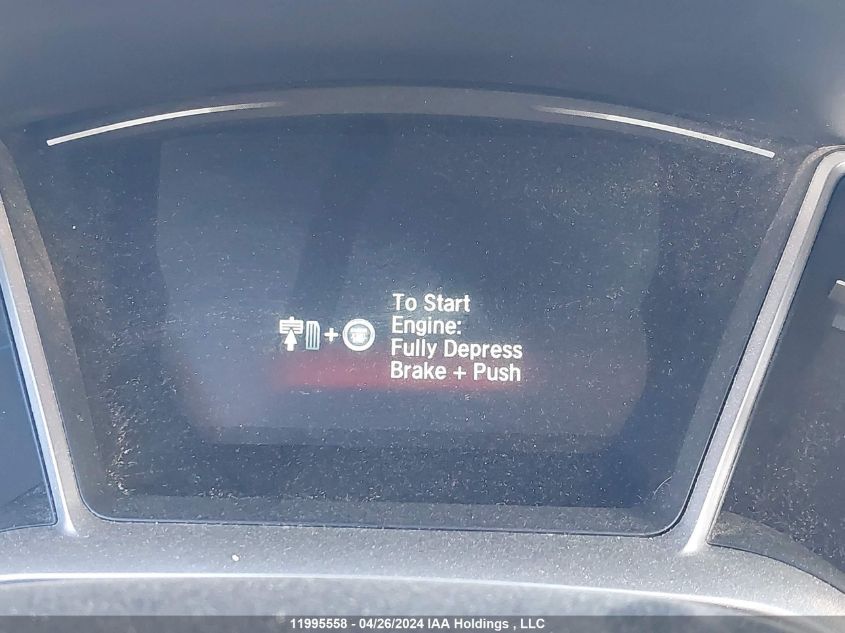 To Start
Engine:
Fully Depress
Brake + Push
11995558 - 04/26/2024 IAA Holdings , LLC